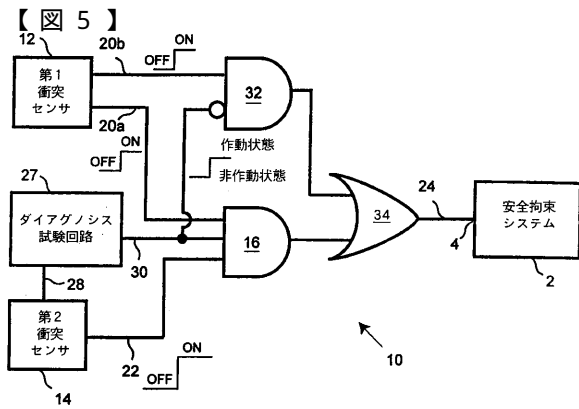 【図5】
12
20b
OFF
ON
第1
衝突
センサ
32
20a
OFF
ON
作動状態
非作動状態
27
ダイアグノシス
試験回路
30
16
34
24
4
安全拘束
システム
2
28
第2
衝突
センサ
22
OFF
ON
14
10